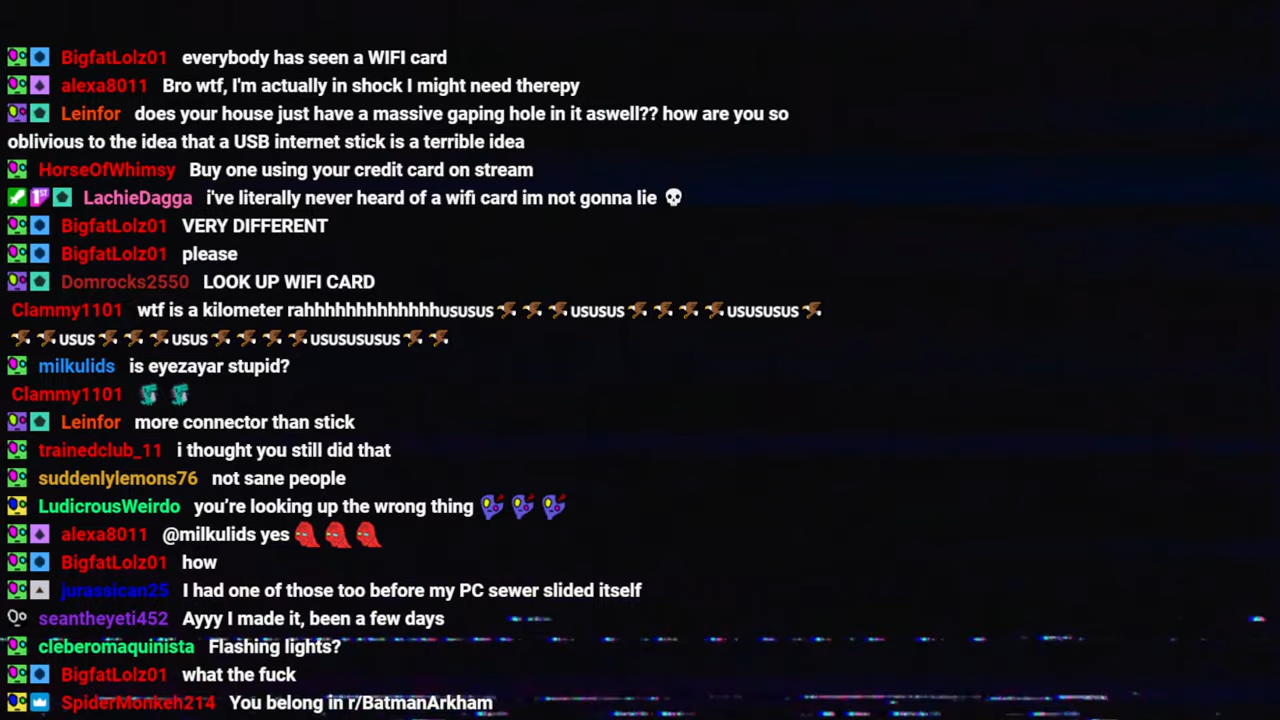 BigfatLolz01 everybody has seen a WIFI card
alexa8011 Bro wtf, I'm actually in shock I might need therepy
Leinfor does your house just have a massive gaping hole in it aswell?? how are you so
oblivious to the idea that a USB internet stick is a terrible idea
HorseOfWhimsy Buy one using your credit card on stream
1ST LachieDagga i've literally never heard of a wifi card im not gonna lie 💀
BigfatLolz01 VERY DIFFERENT
BigfatLolz01 please
Domrocks2550 LOOK UP WIFI CARD
Clammy1101 wtf is a kilometer rahhhhhhhhhhhhhususus🦅🦅🦅ususus🦅🦅🦅🦅usususus🦅
🦅🦅usus🦅🦅🦅usus🦅🦅🦅🦅ususususus🦅🦅
milkulids is eyezayar stupid?
Clammy1101
Leinfor more connector than stick
trainedclub_11 i thought you still did that
suddenlylemons76 not sane people
LudicrousWeirdo you're looking up the wrong thing
alexa8011 @milkulids yes
BigfatLolz01 how
jurassican25 I had one of those too before my PC sewer slided itself
seantheyeti452 Ayyy I made it, been a few days
cleberomaquinista Flashing lights?
BigfatLolz01 what the fuck
SpiderMonkeh214 You belong in r/BatmanArkham